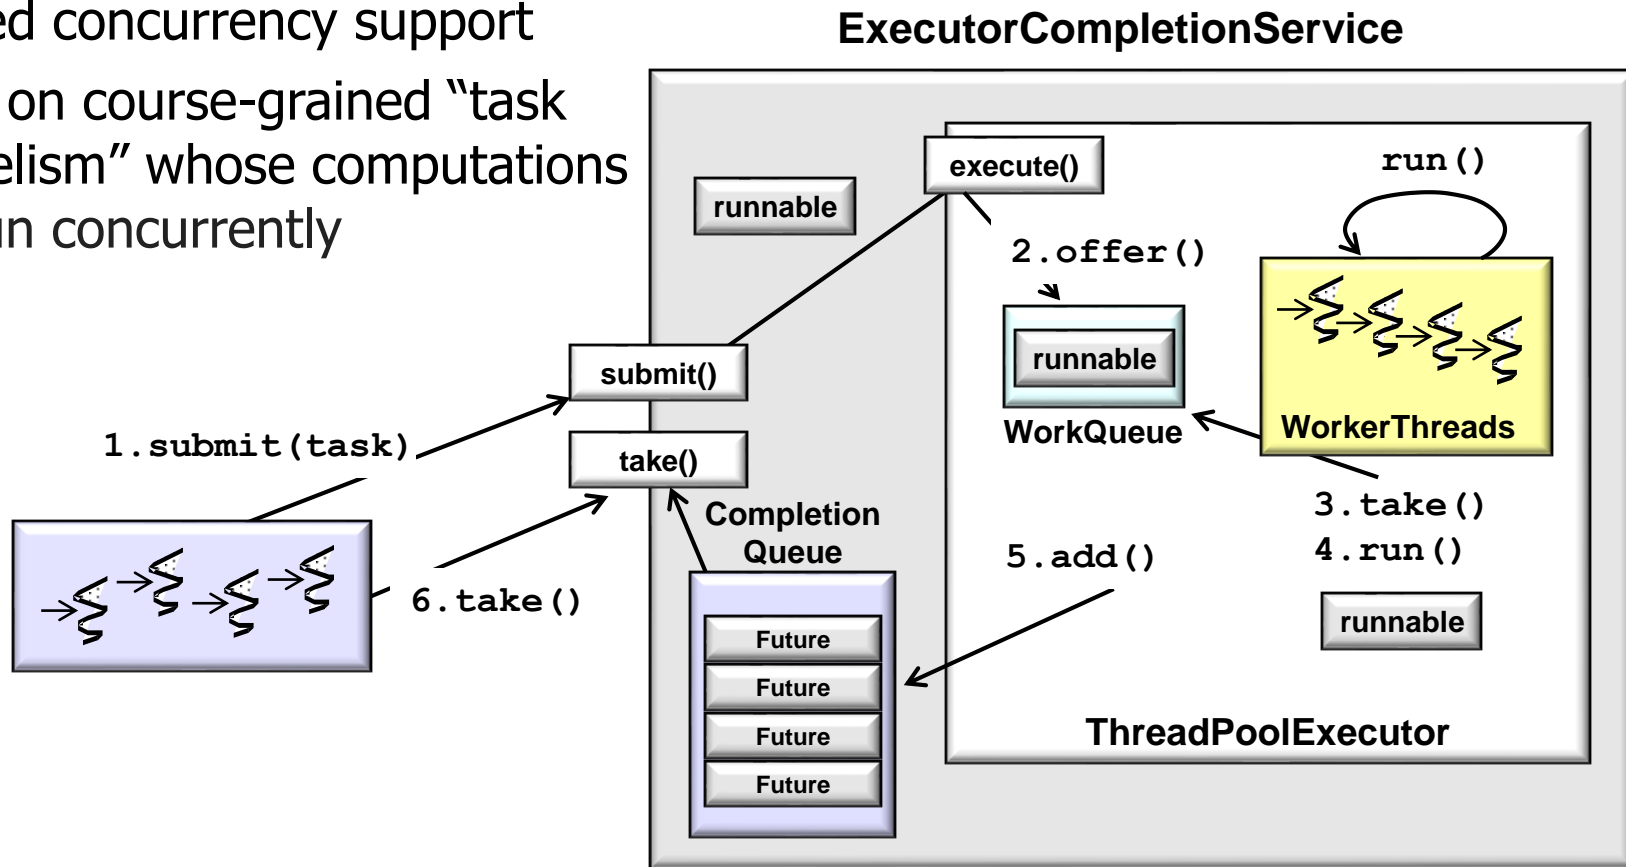 ed concurrency support
on course-grained “task
elism” whose computations
un concurrently
ExecutorCompletionService
execute()
run()
runnable
2.offer()
runnable
WorkQueue
WorkerThreads
submit()
1.submit(task)
take()
3.take()
4.run()
Completion
Queue
5.add()
6.take()
runnable
Future
Future
Future
Future
ThreadPoolExecutor